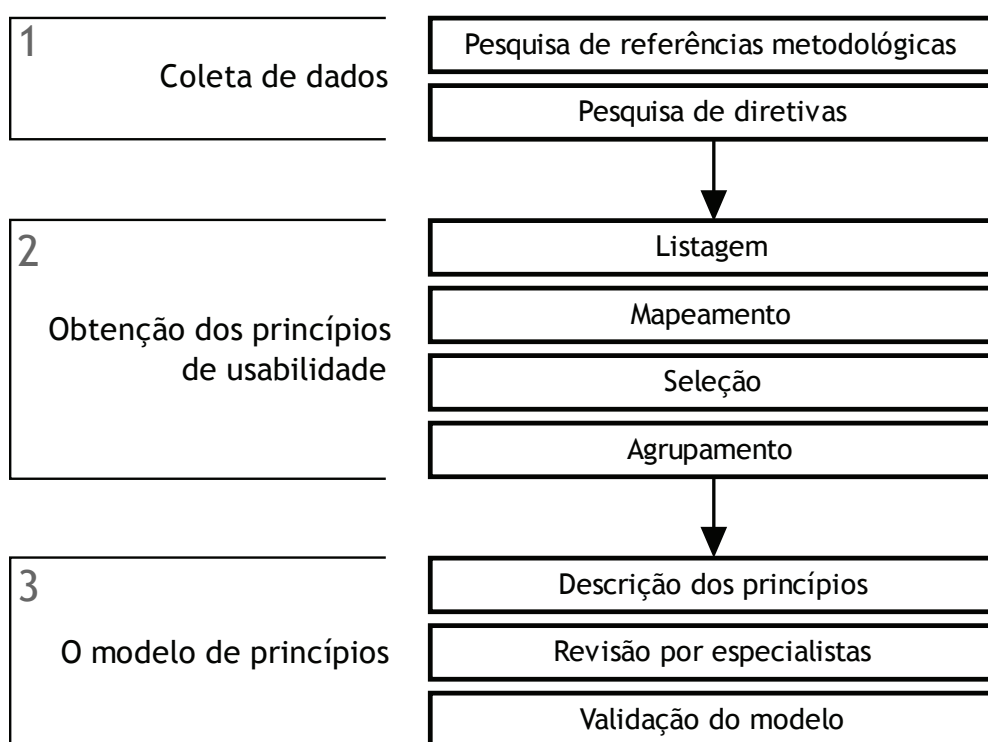 1
Coleta de dados
Pesquisa de referências metodológicas
Pesquisa de diretivas
2
Obtenção dos princípios
de usabilidade
Listagem
Mapeamento
Seleção
Agrupamento
3
O modelo de princípios
Descrição dos princípios
Revisão por especialistas
Validação do modelo